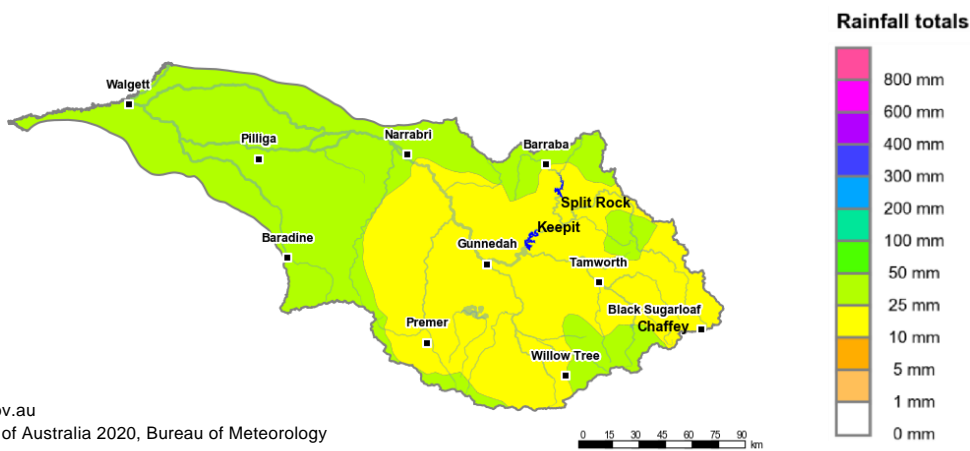 Rainfall totals
Walgett
800 mm
600 mm
Narrabri
Pilliga
Barraba
400 mm
300 mm
Split Rock
200 mm
Keepit
Baradine
Gunnedah
100 mm
Tamworth
50 mm
Black Sugarloaf
25 mm
Premer
Chaffey
10 mm
Willow Tree
5 mm
1 mm
ov.au
of Australia 2020, Bureau of Meteorology
0 15 30 45 60 75 90
km
0 mm